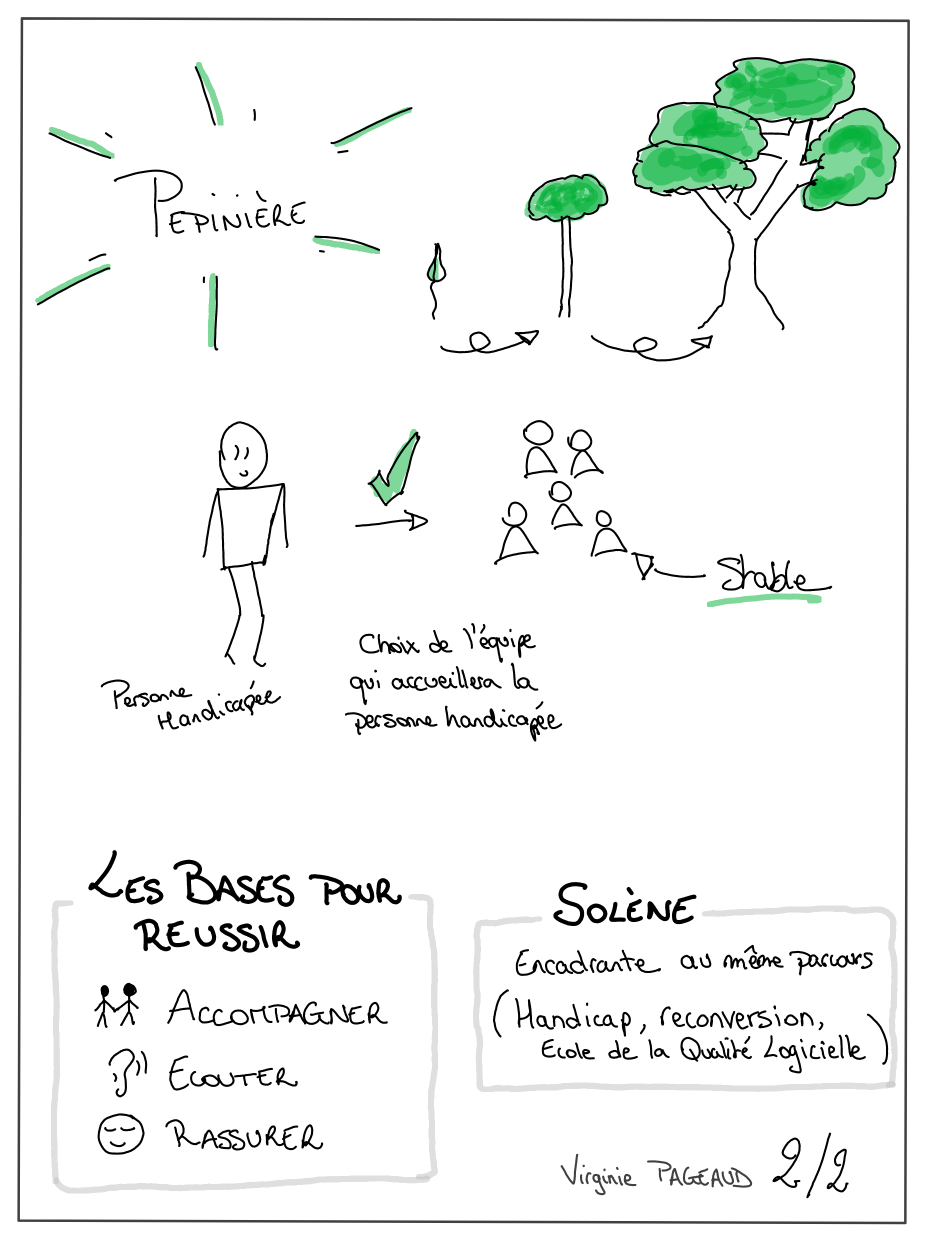 PEPINIÈRE
Stable
Personne
Handicapée
Choix de l'équipe
qui accueillera la
personne handicapée
LES BASES POUR
REUSSIR
ACCOMPAGNER
ECOUTER
RASSURER
SOLÈNE
Encadrante au même parcours
(Handicap, reconversion,
Ecole de la Qualité Logicielle)
Virginie PAGEAUD 2/2